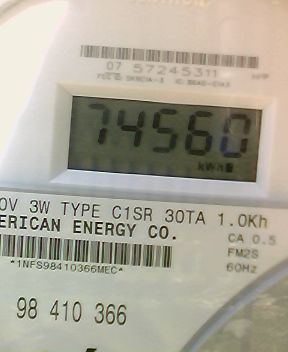 07 57245311
74560
kWh
0V 3W TYPE C1SR 30TA 1.0Kh
ERICAN ENERGY CO.
CA 0.5
*1NFS98410366MEC*
FM2S
60Hz
98 410 366